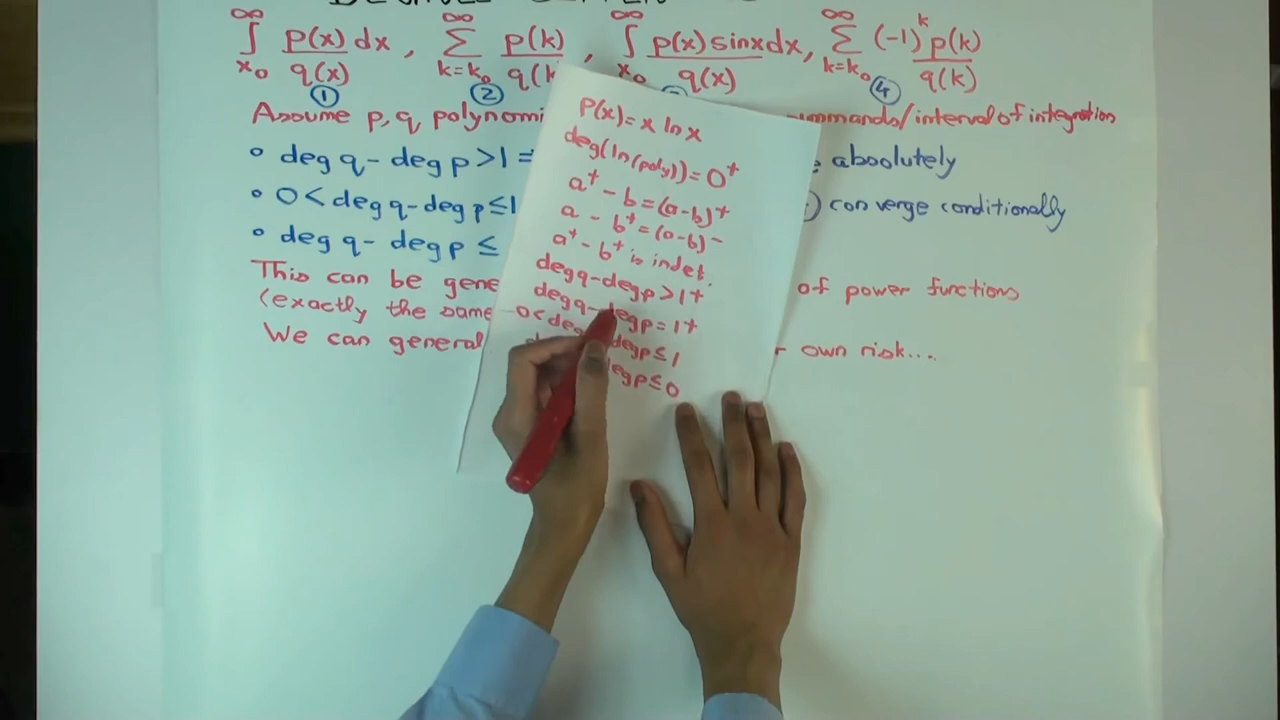 ∞ ∞ ∞ ∞
∫ p(x) dx , ∑ p(k) , ∫ p(x) sinx dx, ∑ (-1)^k p(k)
x₀ q(x) k=k₀ q(k x₀ q(x) k=k₀ q(k)
① ② ④
Assume p, q polynomi mmands/interval of integration
• deg q - deg p > 1 = absolutely
• 0 < deg q - deg p ≤ 1 ) converge conditionally
• deg q - deg p ≤
This can be gene of power functions
(exactly the same
We can general own risk...
P(x) = x ln x
deg(ln(poly)) = 0⁺
a⁺ - b = (a-b)⁺
a - b⁺ = (a-b)⁻
a⁺ - b⁺ is indet.
deg q - deg p > 1⁺
deg q - deg p = 1⁺
0 < deg deg p ≤ 1
deg p ≤ 0